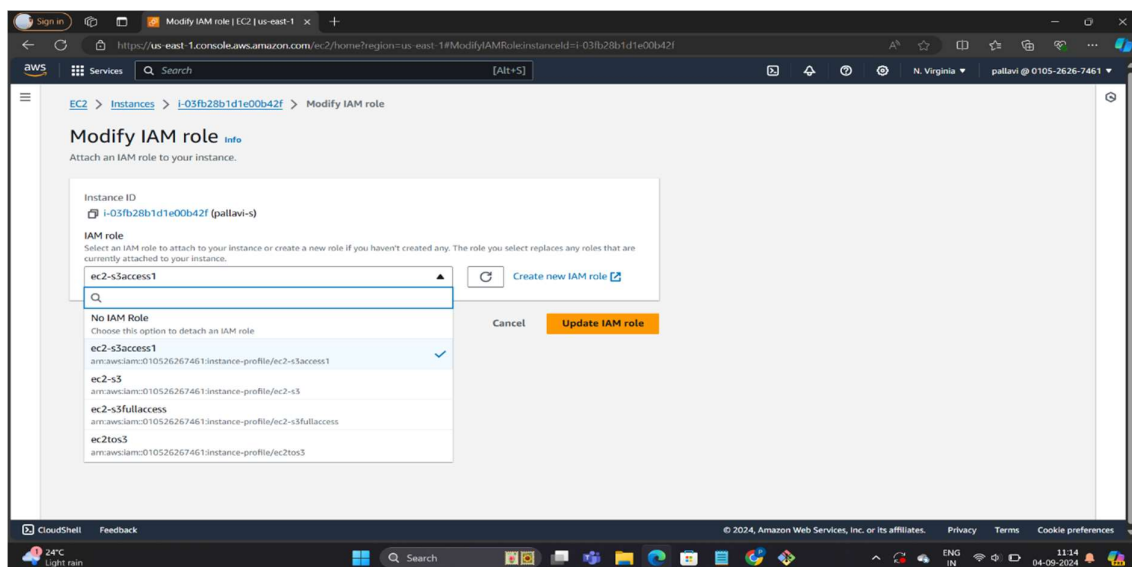 Sign in
Modify IAM role | EC2 | us-east-1
https://us-east-1.console.aws.amazon.com/ec2/home?region=us-east-1#ModifyIAMRole:instanceId=i-03fb28b1d1e00b42f
aws Services Search [Alt+S] N. Virginia pallavi @ 0105-2626-7461
EC2 > Instances > i-03fb28b1d1e00b42f > Modify IAM role
Modify IAM role Info
Attach an IAM role to your instance.
Instance ID
i-03fb28b1d1e00b42f (pallavi-s)
IAM role
Select an IAM role to attach to your instance or create a new role if you haven't created any. The role you select replaces any roles that are
currently attached to your instance.
ec2-s3access1 Create new IAM role
No IAM Role
Choose this option to detach an IAM role
Cancel Update IAM role
ec2-s3access1
arn:aws:iam::010526267461:instance-profile/ec2-s3access1
ec2-s3
arn:aws:iam::010526267461:instance-profile/ec2-s3
ec2-s3fullaccess
arn:aws:iam::010526267461:instance-profile/ec2-s3fullaccess
ec2tos3
arn:aws:iam::010526267461:instance-profile/ec2tos3
CloudShell Feedback © 2024, Amazon Web Services, Inc. or its affiliates. Privacy Terms Cookie preferences
24°C
Light rain
Search
ENG
IN
11:14
04-09-2024